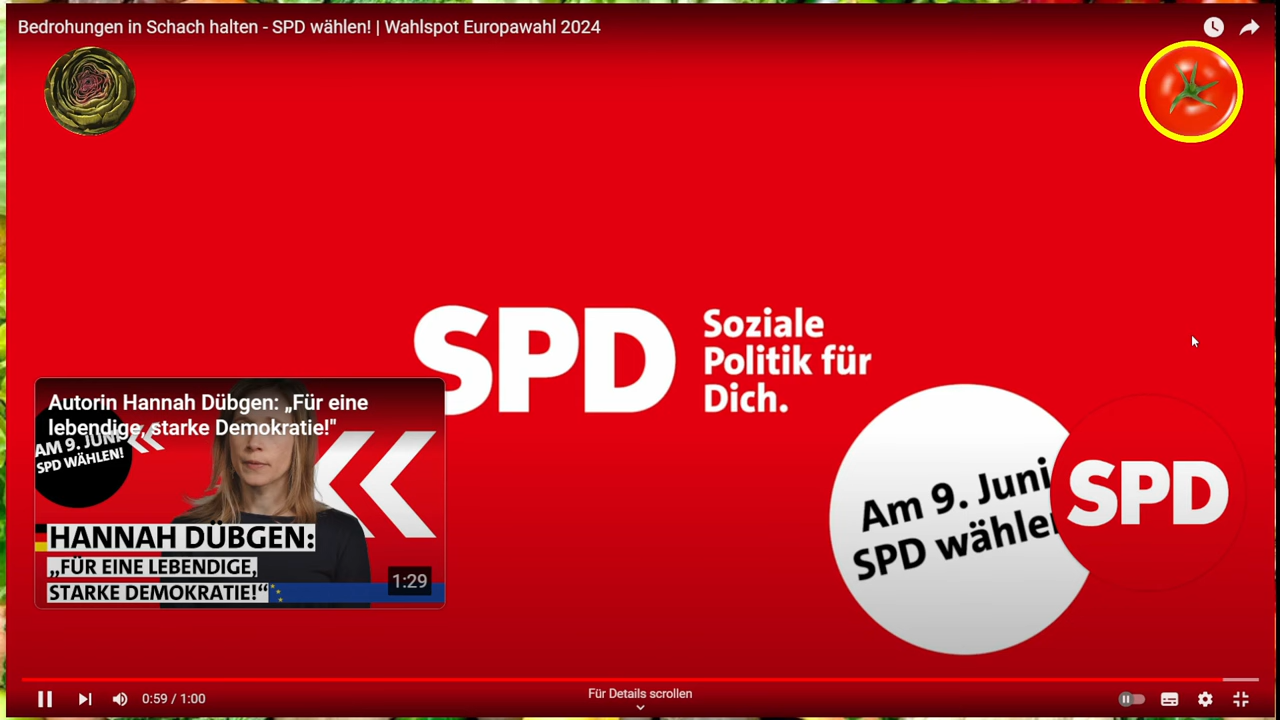 Bedrohungen in Schach halten - SPD wählen! | Wahlspot Europawahl 2024
SPD
Soziale
Politik für
Dich.
Autorin Hannah Dübgen: „Für eine
lebendige, starke Demokratie!"
AM 9. JUNI
SPD WÄHLEN!
HANNAH DÜBGEN:
„FÜR EINE LEBENDIGE,
STARKE DEMOKRATIE!“
1:29
Am 9. Juni
SPD wählen
SPD
0:59 / 1:00
Für Details scrollen